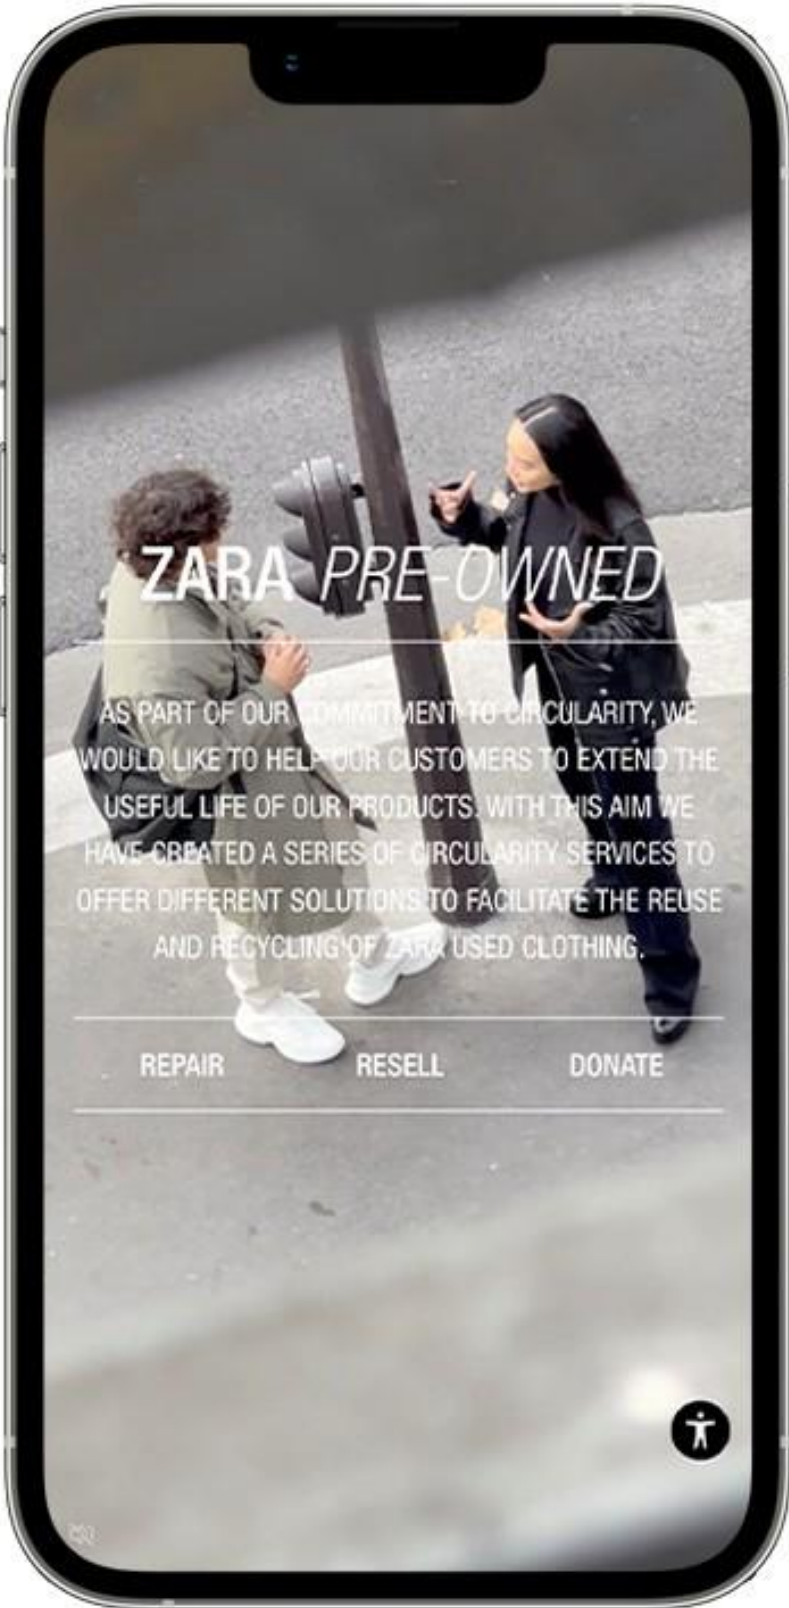 ZARA PRE-OWNED
AS PART OF OUR COMMITMENT TO CIRCULARITY, WE
WOULD LIKE TO HELP OUR CUSTOMERS TO EXTEND THE
USEFUL LIFE OF OUR PRODUCTS. WITH THIS AIM WE
HAVE CREATED A SERIES OF CIRCULARITY SERVICES TO
OFFER DIFFERENT SOLUTIONS TO FACILITATE THE REUSE
AND RECYCLING OF ZARA USED CLOTHING.
REPAIR RESELL DONATE